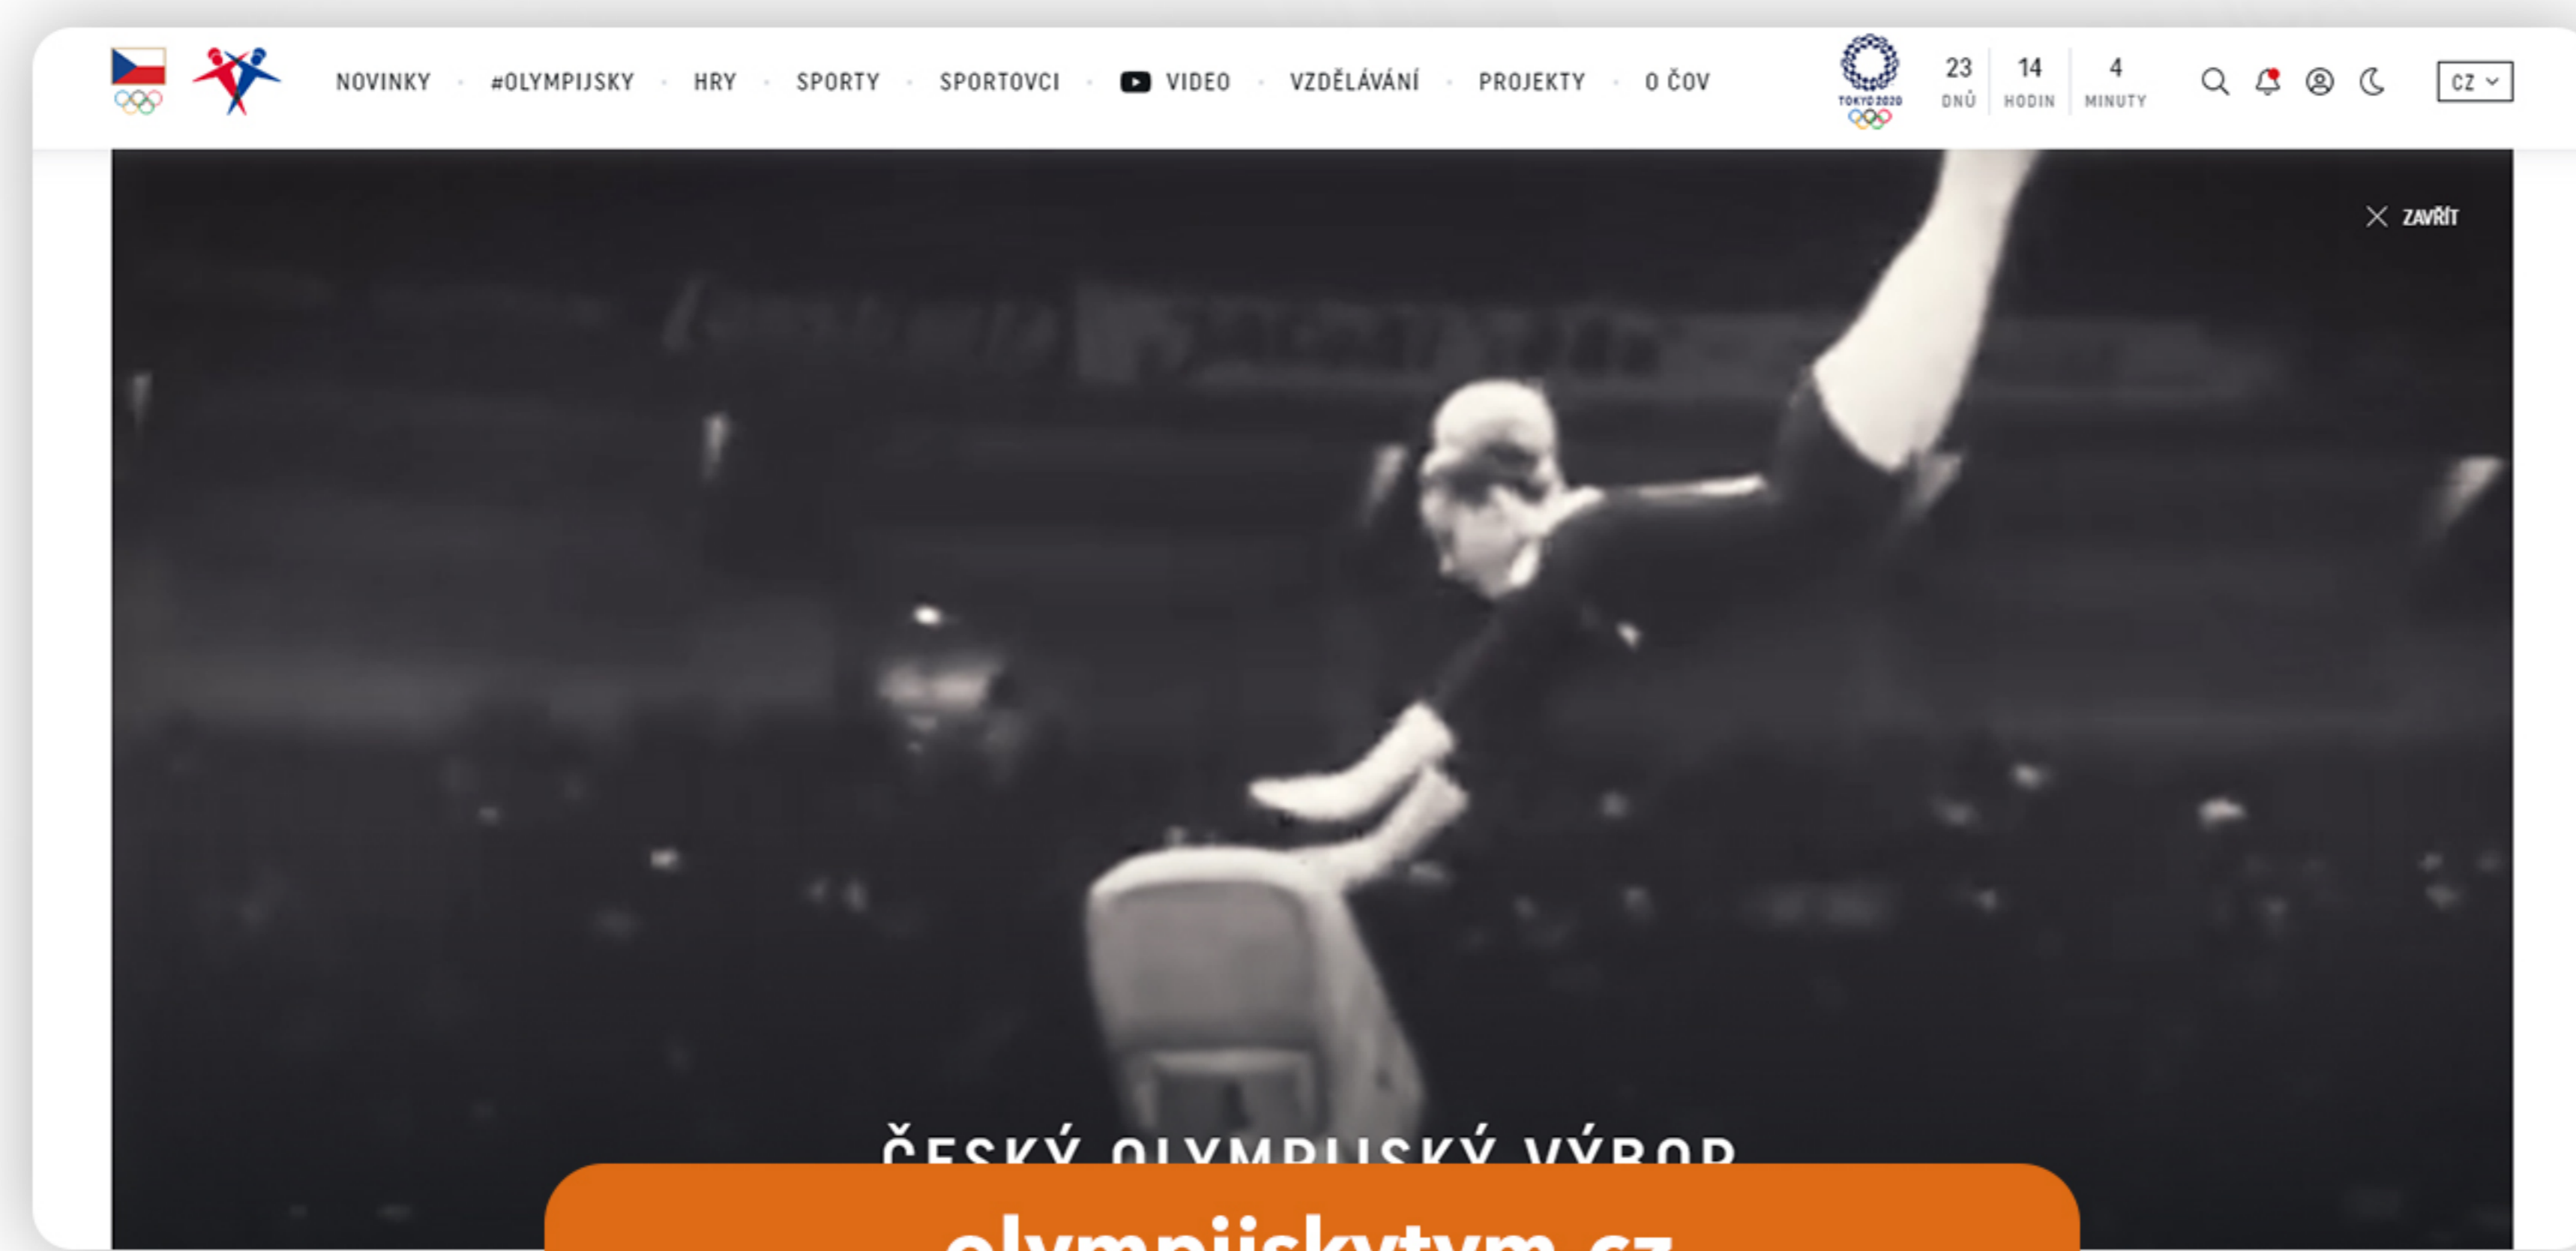 NOVINKY #OLYMPIJSKY HRY SPORTY SPORTOVCI VIDEO VZDĚLÁVÁNÍ PROJEKTY O ČOV
TOKYO 2020
23 DNŮ
14 HODIN
4 MINUTY
CZ
ZAVŘÍT
ČESKÝ OLYMPIJSKÝ VÝBOR
olympijskytym.cz